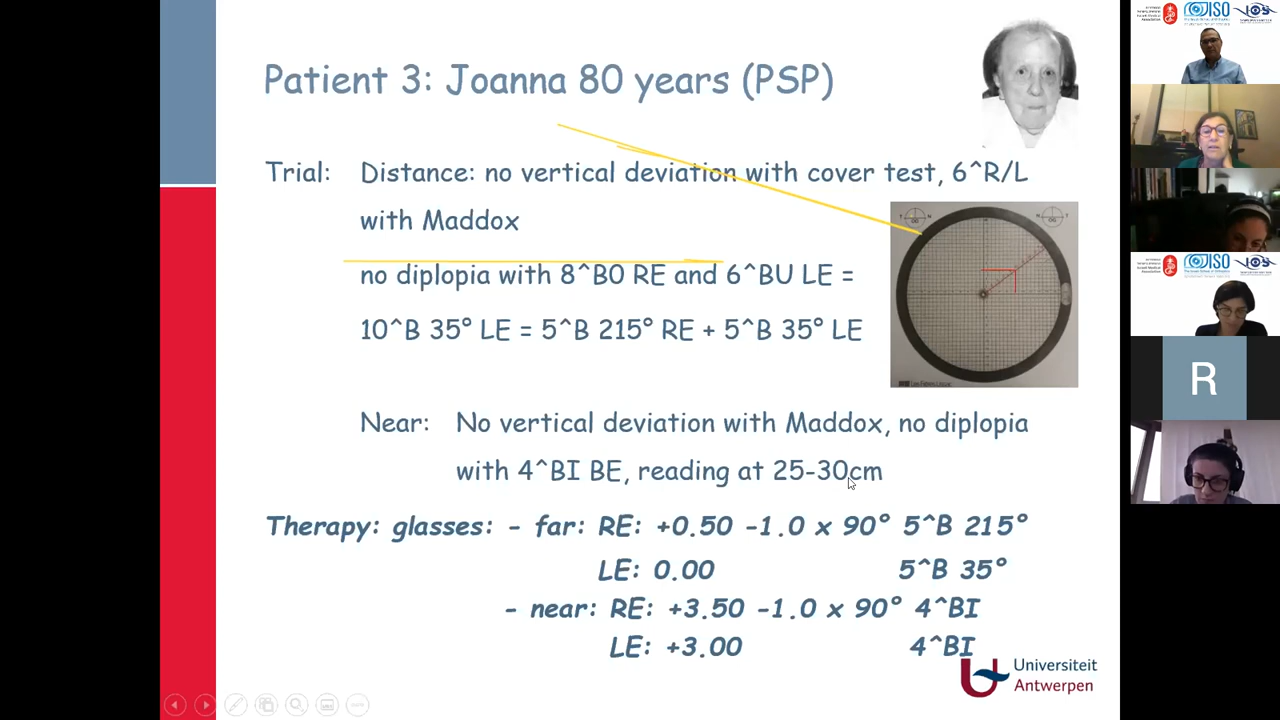 Patient 3: Joanna 80 years (PSP)
Trial: Distance: no vertical deviation with cover test, 6^R/L
with Maddox
no diplopia with 8^BO RE and 6^BU LE =
10^B 35° LE = 5^B 215° RE + 5^B 35° LE
Near: No vertical deviation with Maddox, no diplopia
with 4^BI BE, reading at 25-30cm
Therapy: glasses: - far: RE: +0.50 -1.0 x 90° 5^B 215°
LE: 0.00 5^B 35°
- near: RE: +3.50 -1.0 x 90° 4^BI
LE: +3.00 4^BI
Universiteit
Antwerpen
ISO
IOS
ISO
IOS
R